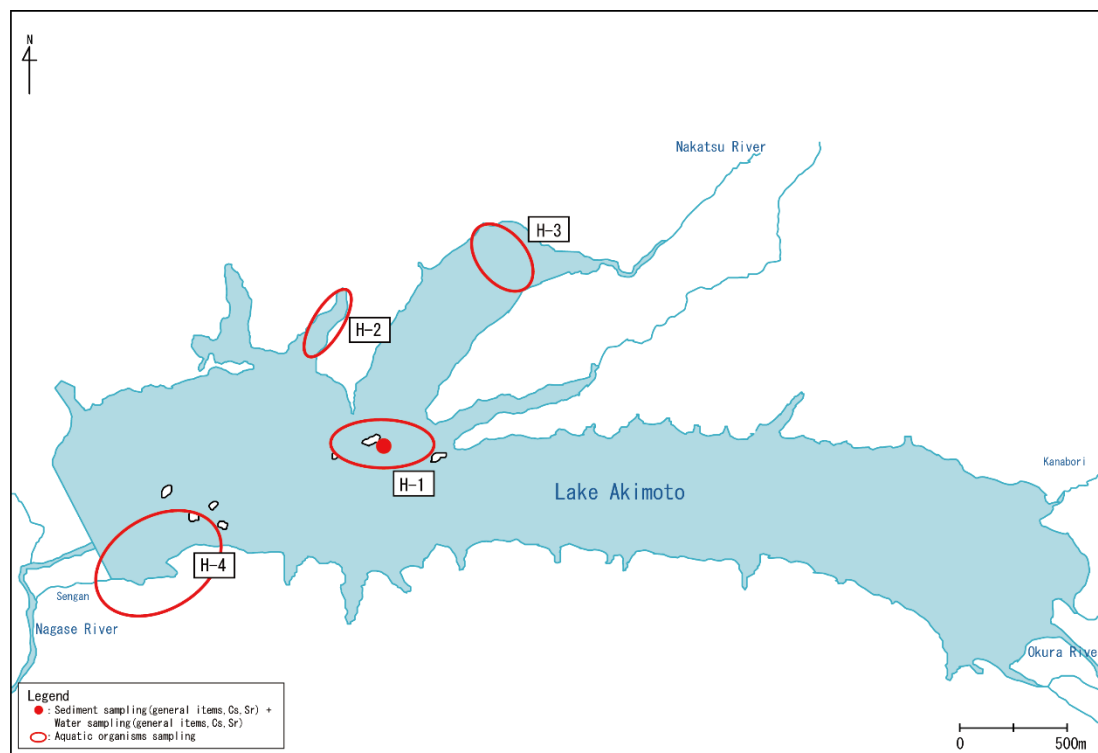 N
Nakatsu River
H-3
H-2
H-1
Lake Akimoto
Kanabori
H-4
Sengan
Nagase River
Okura River
Legend
: Sediment sampling(general items,Cs,Sr) +
Water sampling(general items,Cs,Sr)
: Aquatic organisms sampling
0 500m